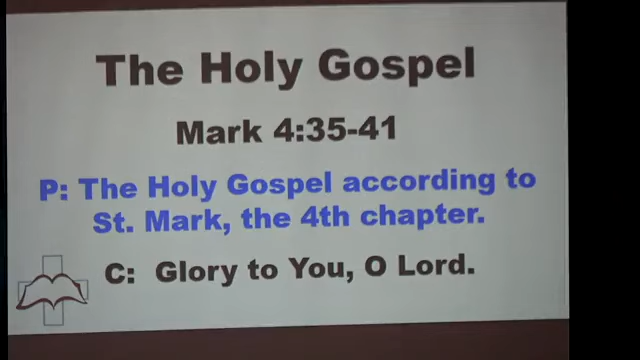 The Holy Gospel
Mark 4:35-41
P: The Holy Gospel according to
St. Mark, the 4th chapter.
C: Glory to You, O Lord.